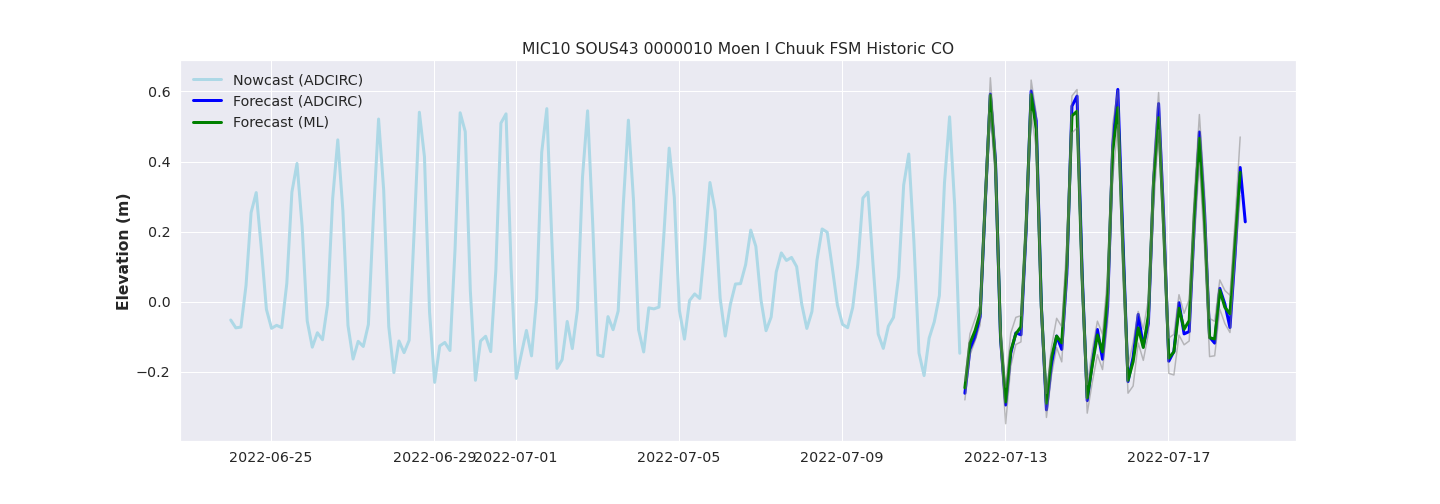 MIC10 SOUS43 0000010 Moen I Chuuk FSM Historic CO
Nowcast (ADCIRC)
Forecast (ADCIRC)
Forecast (ML)
Elevation (m)
0.6
0.4
0.2
0.0
−0.2
2022-06-25
2022-06-29
2022-07-01
2022-07-05
2022-07-09
2022-07-13
2022-07-17